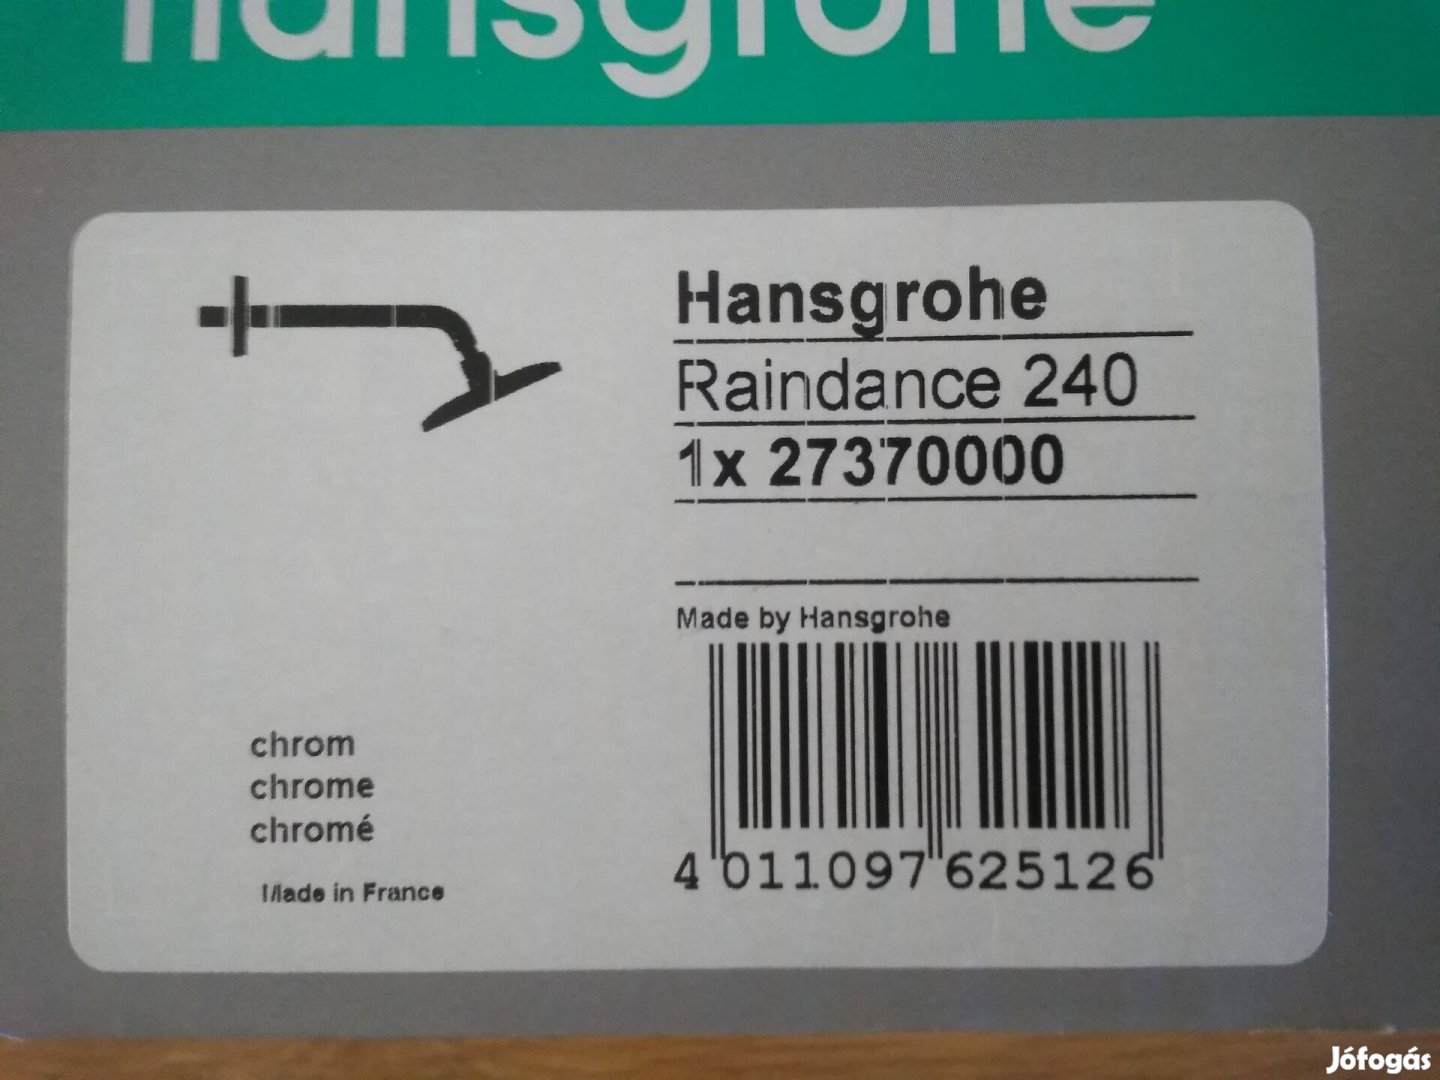 hansgrohe
Hansgrohe
Raindance 240
1x 27370000
Made by Hansgrohe
chrom
chrome
chromé
Made in France
4 011097 625126
Jófogás